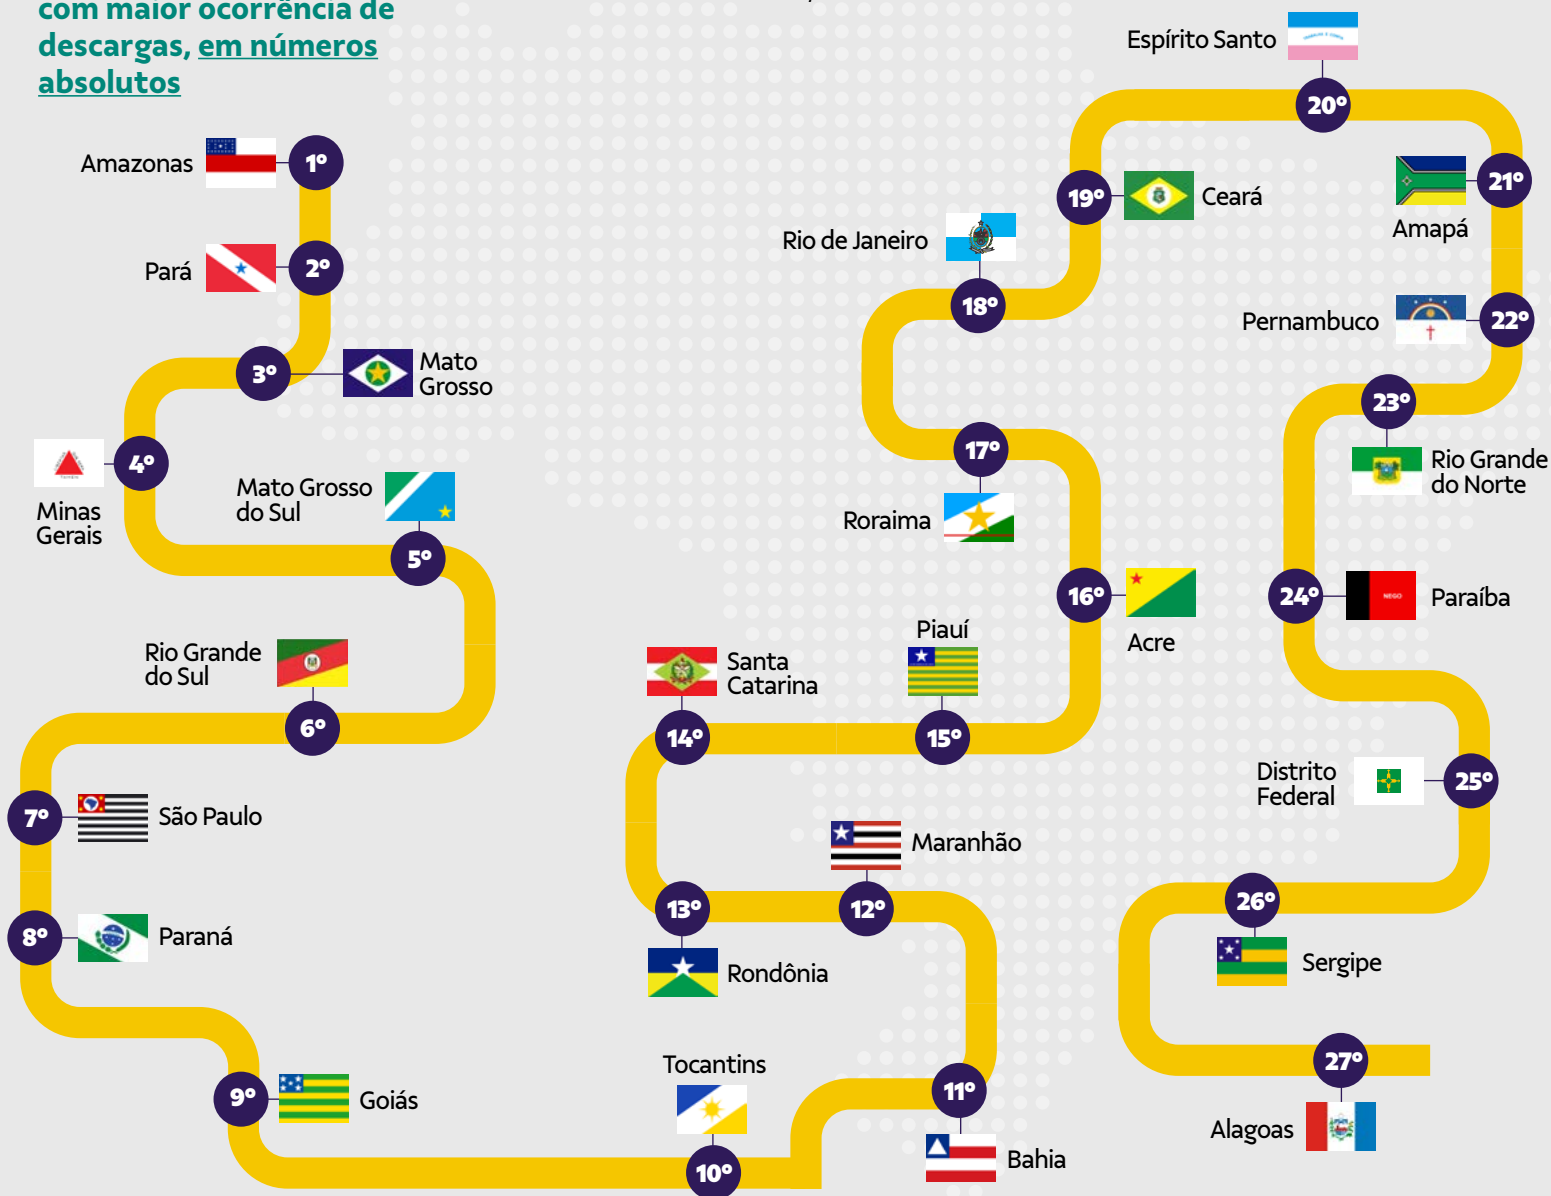 com maior ocorrência de
descargas, em números
absolutos
Amazonas
1º
Pará
2º
3º
Mato
Grosso
4º
Minas
Gerais
Mato Grosso
do Sul
5º
Rio Grande
do Sul
6º
7º
São Paulo
8º
Paraná
9º
Goiás
Tocantins
10º
11º
Bahia
Maranhão
12º
13º
Rondônia
Santa
Catarina
14º
Piauí
15º
16º
Acre
17º
Roraima
Rio de Janeiro
18º
19º
Ceará
Espírito Santo
20º
21º
Amapá
Pernambuco
22º
23º
Rio Grande
do Norte
24º
NEGO
Paraíba
Distrito
Federal
25º
26º
Sergipe
27º
Alagoas